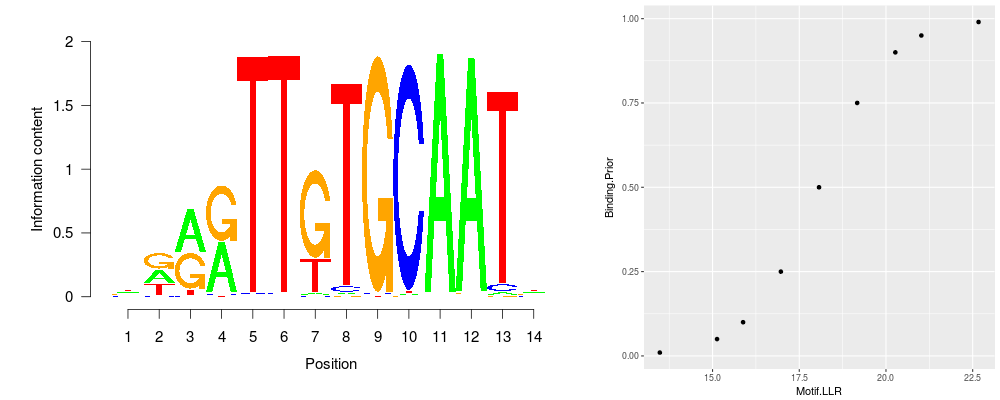 2
1.5
1
0.5
0
Information content
1 2 3 4 5 6 7 8 9 10 11 12 13 14
Position
G A T
A G T
G A
T
T
G T
T C
G
C
A
A
T C
1.00
0.75
0.50
0.25
0.00
Binding.Prior
15.0 17.5 20.0 22.5
Motif.LLR